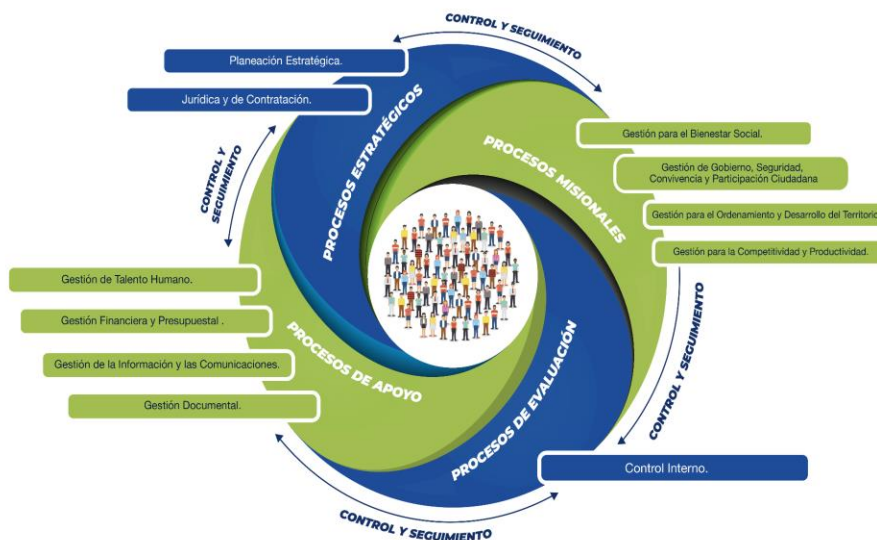 CONTROL Y SEGUIMIENTO
Planeación Estratégica.
Jurídica y de Contratación.
PROCESOS ESTRATÉGICOS
PROCESOS MISIONALES
Gestión para el Bienestar Social.
Gestión de Gobierno, Seguridad,
Convivencia y Participación Ciudadana
Gestión para el Ordenamiento y Desarrollo del Territorio
Gestión para la Competitividad y Productividad.
CONTROL Y
SEGUIMIENTO
Gestión de Talento Humano.
Gestión Financiera y Presupuestal .
Gestión de la Información y las Comunicaciones.
Gestión Documental.
PROCESOS DE APOYO
PROCESOS DE EVALUACIÓN
CONTROL Y SEGUIMIENTO
Control Interno.
CONTROL Y SEGUIMIENTO